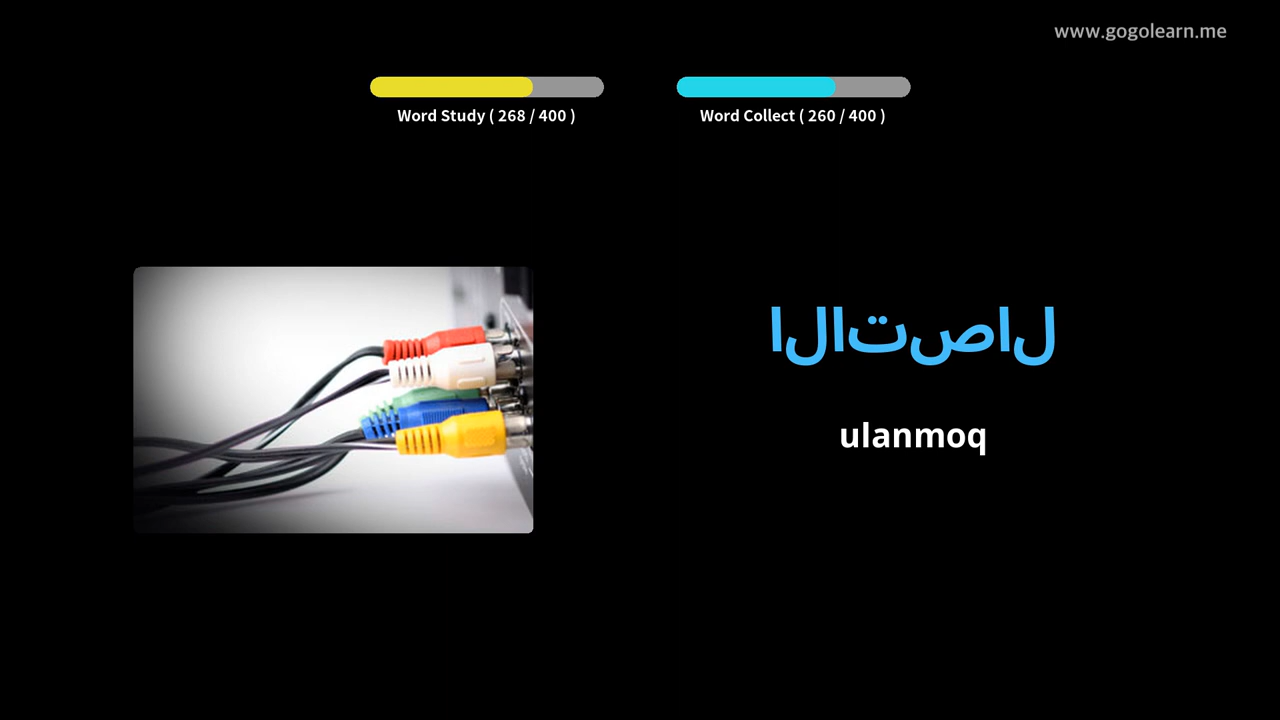 www.gogolearn.me
Word Study ( 268 / 400 )
Word Collect ( 260 / 400 )
الاتصال
ulanmoq